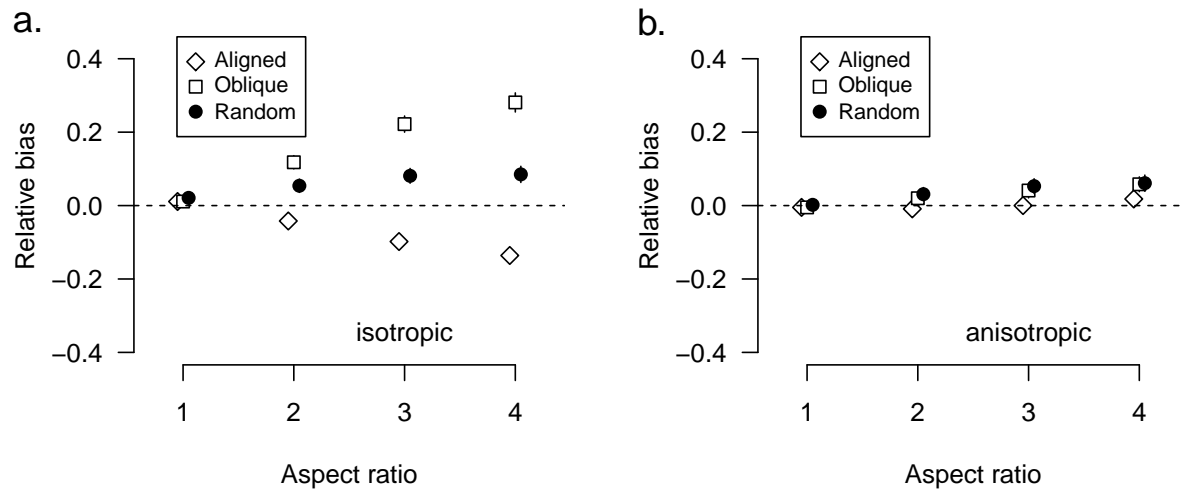 a.
Aligned
Oblique
Random
0.4
0.2
0.0
−0.2
−0.4
Relative bias
isotropic
1 2 3 4
Aspect ratio
b.
Aligned
Oblique
Random
0.4
0.2
0.0
−0.2
−0.4
Relative bias
anisotropic
1 2 3 4
Aspect ratio